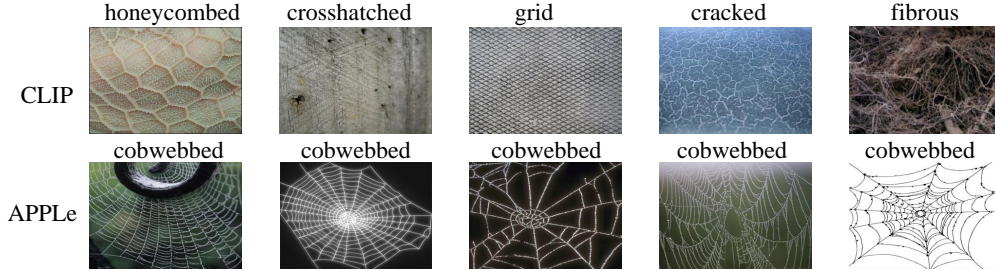 honeycombed crosshatched grid cracked fibrous
CLIP
cobwebbed cobwebbed cobwebbed cobwebbed cobwebbed
APPLe